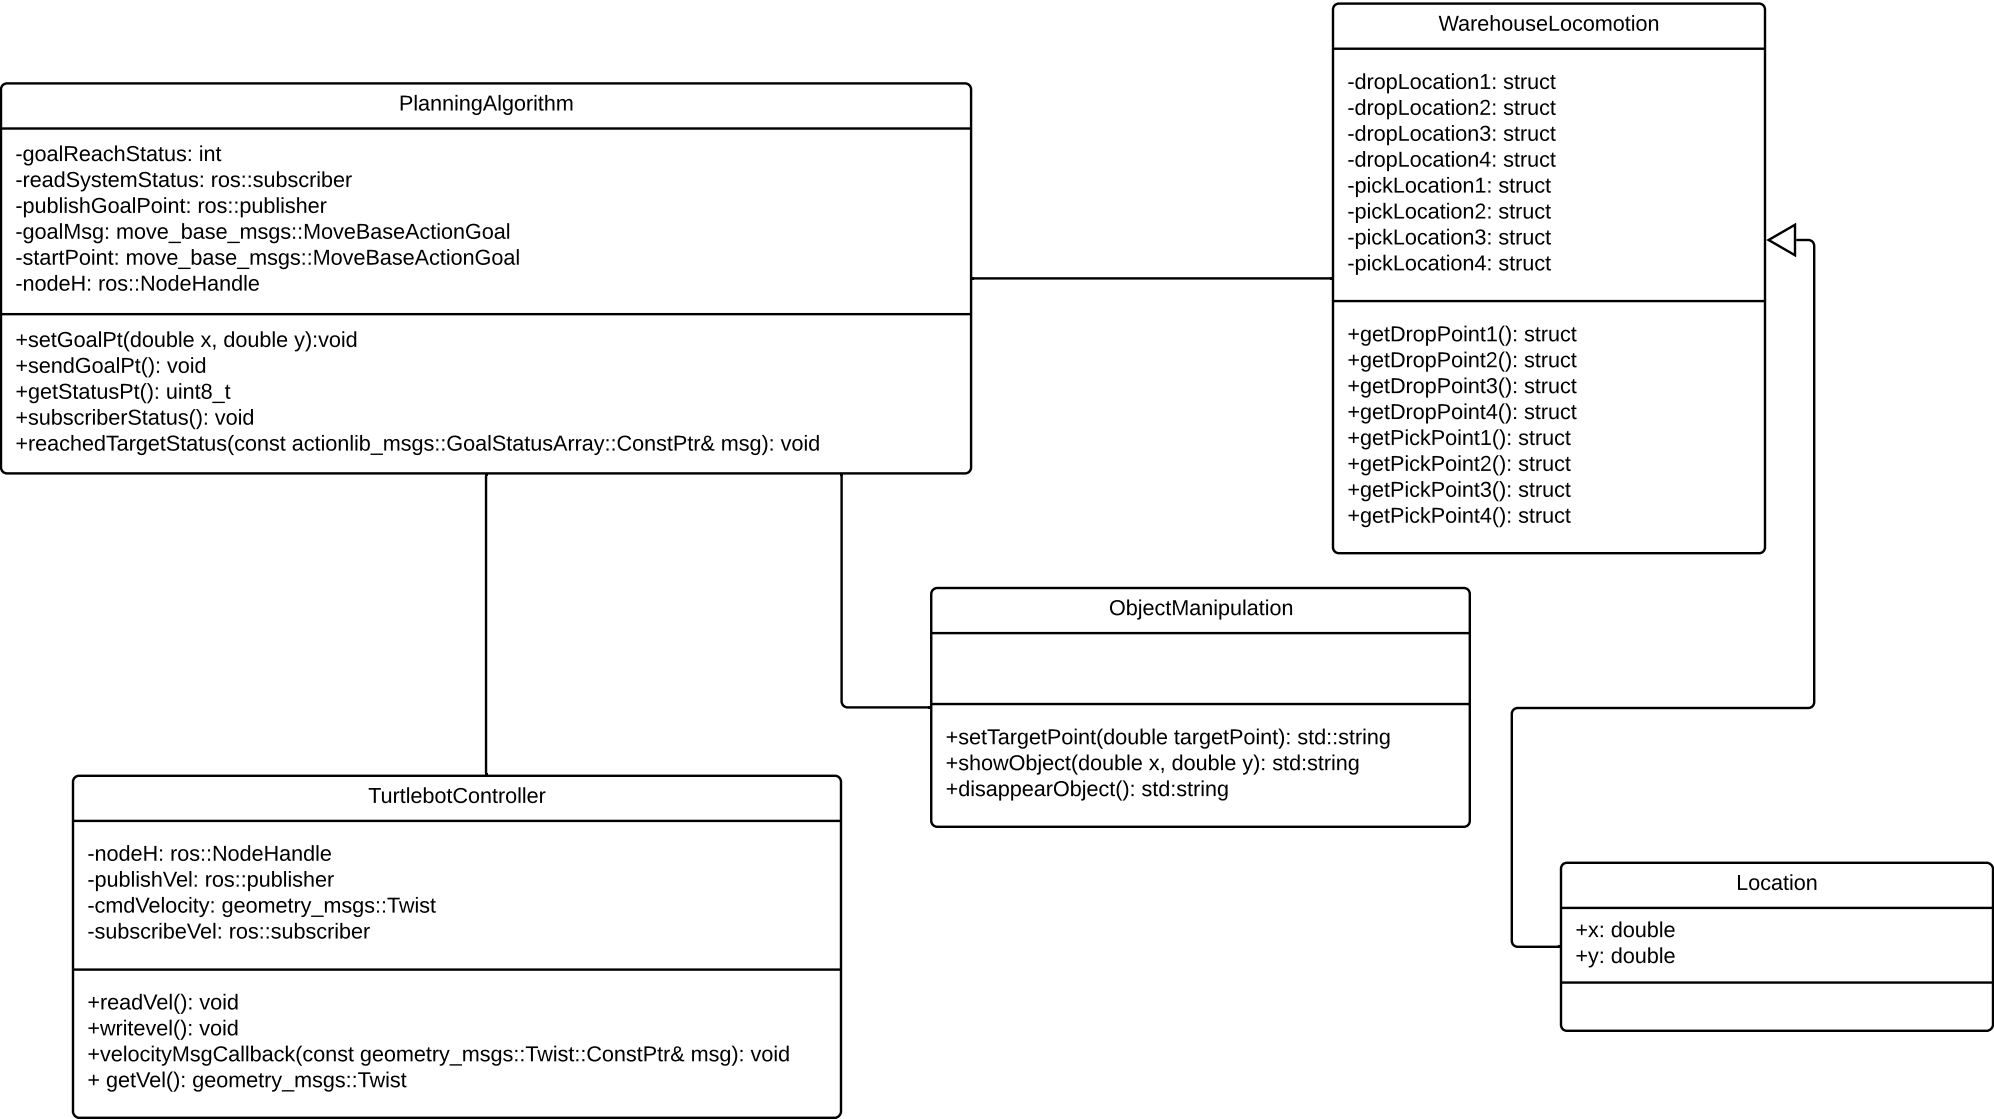 WarehouseLocomotion
-dropLocation1: struct
-dropLocation2: struct
-dropLocation3: struct
-dropLocation4: struct
-pickLocation1: struct
-pickLocation2: struct
-pickLocation3: struct
-pickLocation4: struct
+getDropPoint1(): struct
+getDropPoint2(): struct
+getDropPoint3(): struct
+getDropPoint4(): struct
+getPickPoint1(): struct
+getPickPoint2(): struct
+getPickPoint3(): struct
+getPickPoint4(): struct
PlanningAlgorithm
-goalReachStatus: int
-readSystemStatus: ros::subscriber
-publishGoalPoint: ros::publisher
-goalMsg: move_base_msgs::MoveBaseActionGoal
-startPoint: move_base_msgs::MoveBaseActionGoal
-nodeH: ros::NodeHandle
+setGoalPt(double x, double y):void
+sendGoalPt(): void
+getStatusPt(): uint8_t
+subscriberStatus(): void
+reachedTargetStatus(const actionlib_msgs::GoalStatusArray::ConstPtr& msg): void
ObjectManipulation
+setTargetPoint(double targetPoint): std::string
+showObject(double x, double y): std:string
+disappearObject(): std:string
TurtlebotController
-nodeH: ros::NodeHandle
-publishVel: ros::publisher
-cmdVelocity: geometry_msgs::Twist
-subscribeVel: ros::subscriber
+readVel(): void
+writevel(): void
+velocityMsgCallback(const geometry_msgs::Twist::ConstPtr& msg): void
+ getVel(): geometry_msgs::Twist
Location
+x: double
+y: double